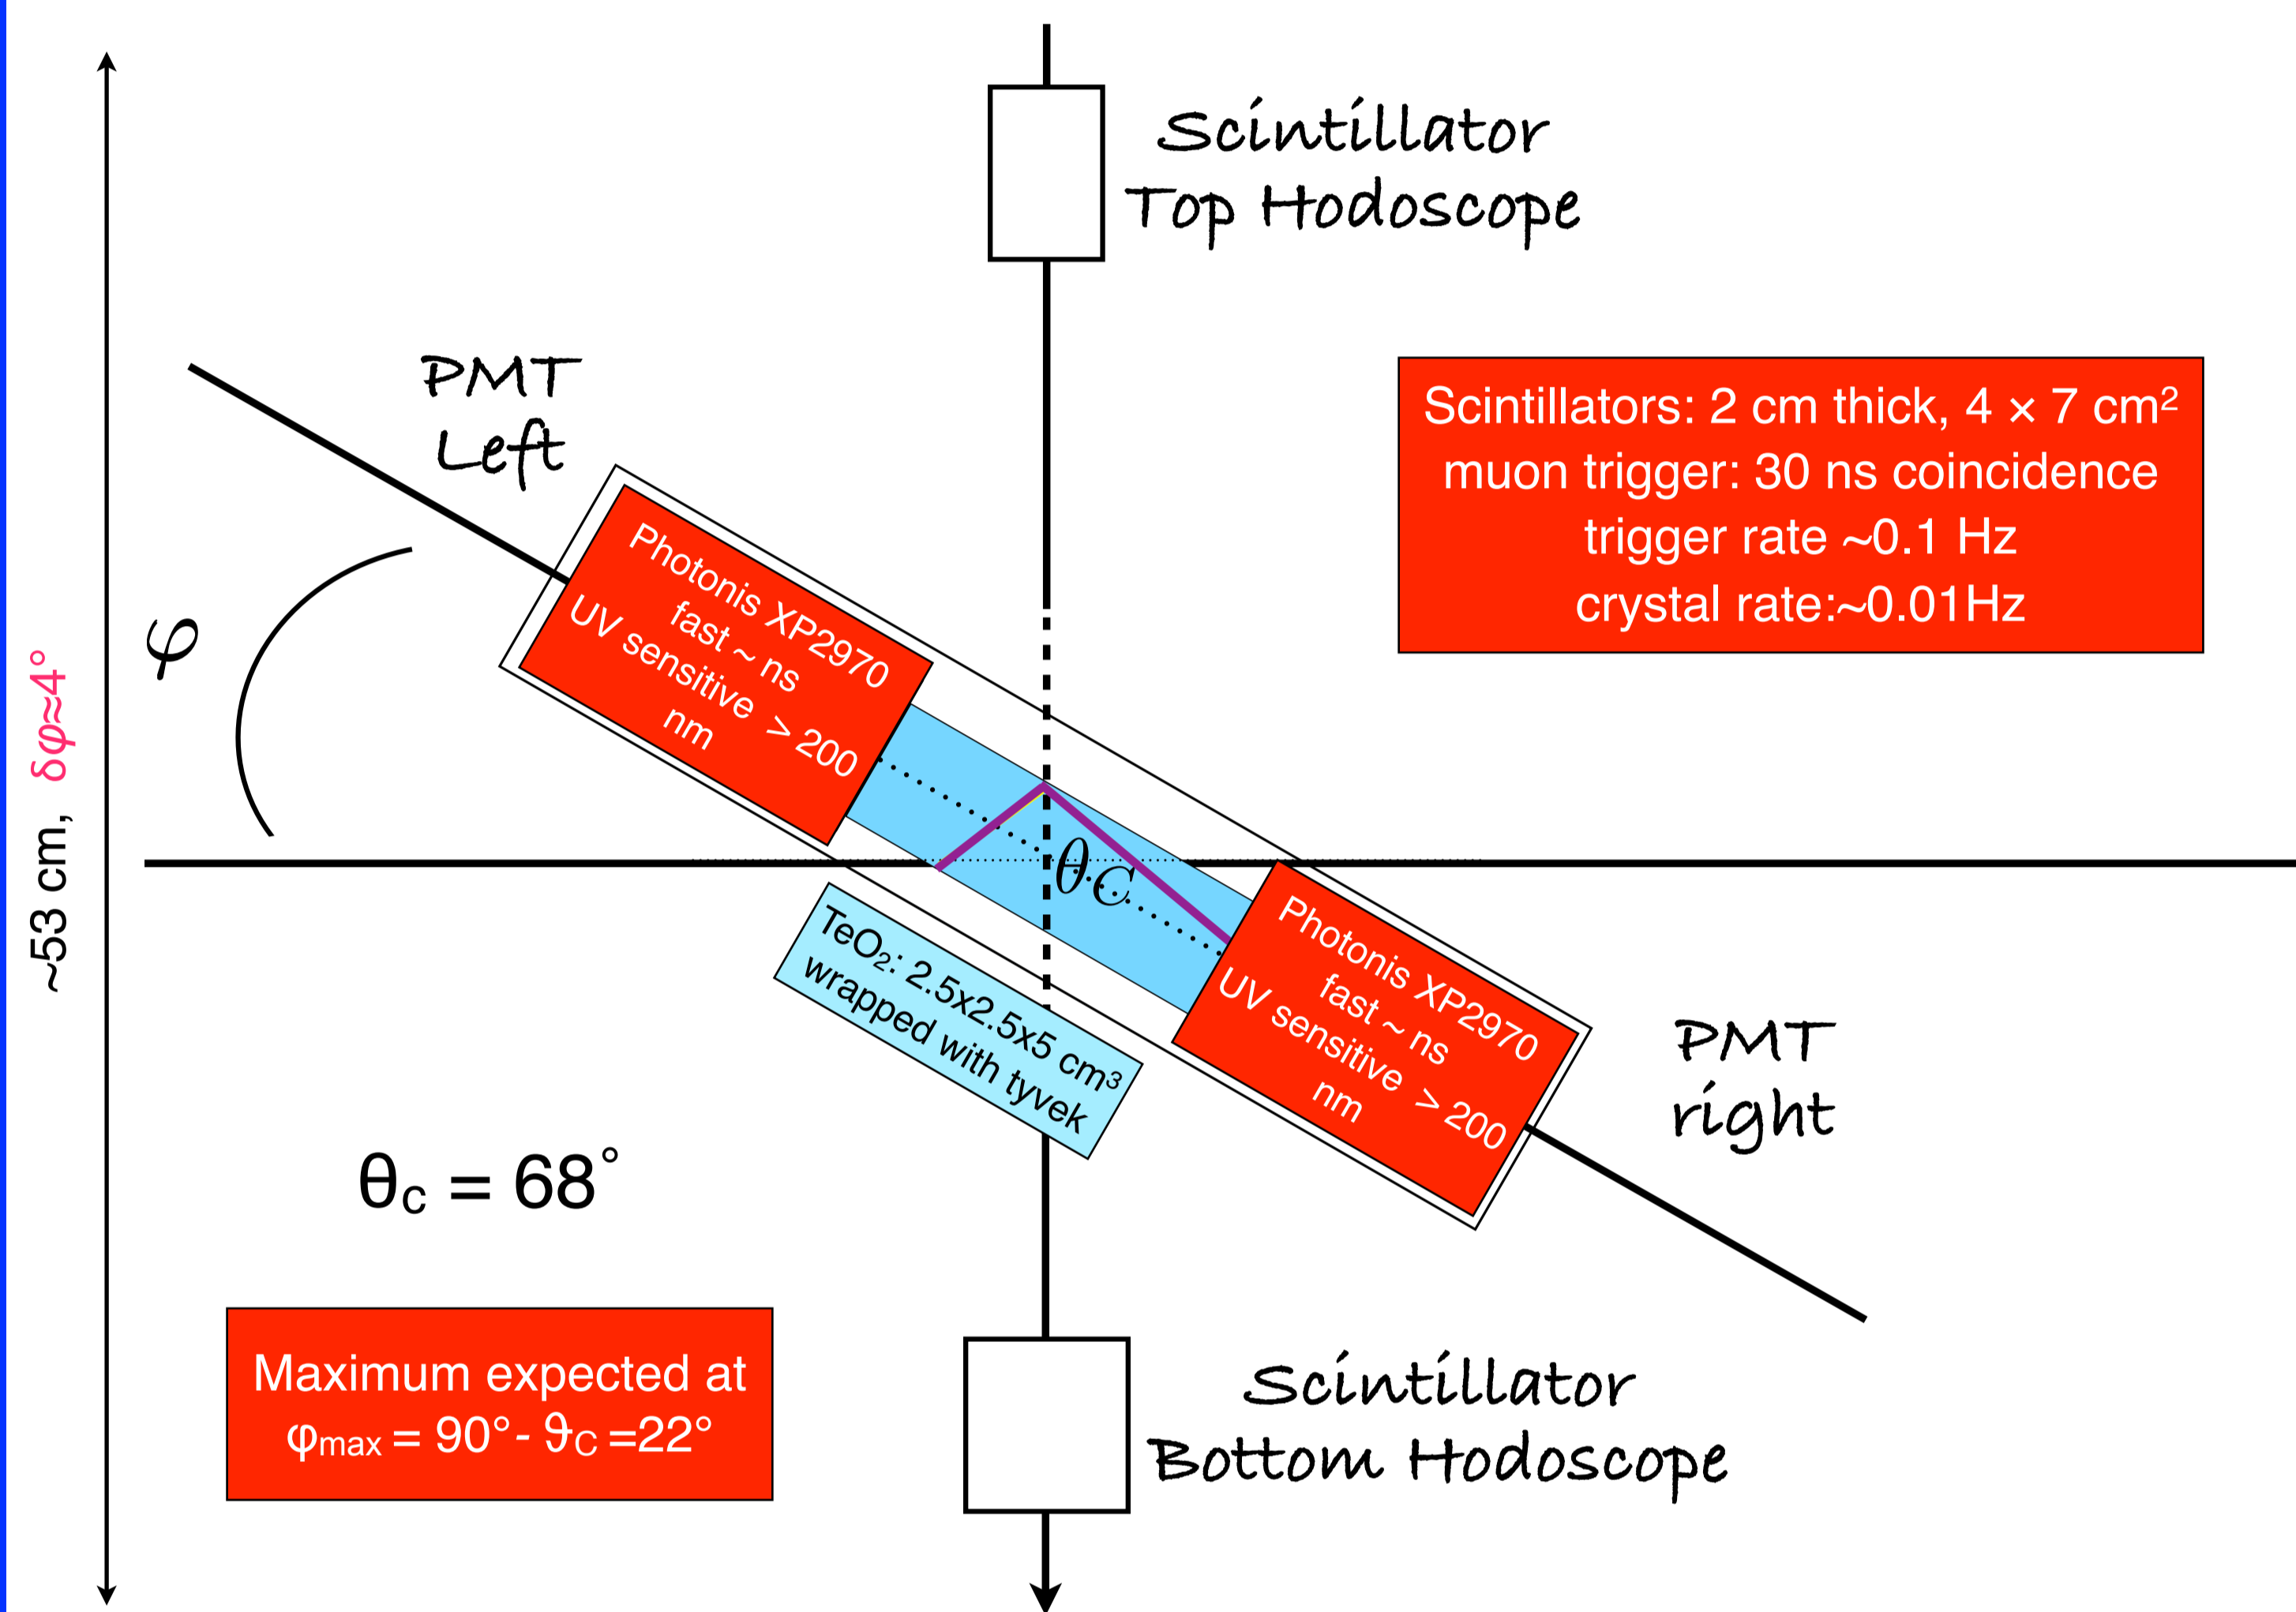 Scintillator
Top Hodoscope
PMT
Left
Scintillators: 2 cm thick, 4 × 7 cm²
muon trigger: 30 ns coincidence
trigger rate ~0.1 Hz
crystal rate:~0.01Hz
φ
Photonis XP2970
fast ~ ns
UV sensitive > 200
nm
~53 cm, δφ≈4°
θC
TeO₂: 2.5x2.5x5 cm³
wrapped with tyvek
Photonis XP2970
fast ~ ns
UV sensitive > 200
nm
PMT
right
θc = 68°
Maximum expected at
φmax = 90°- ϑC =22°
Scintillator
Bottom Hodoscope